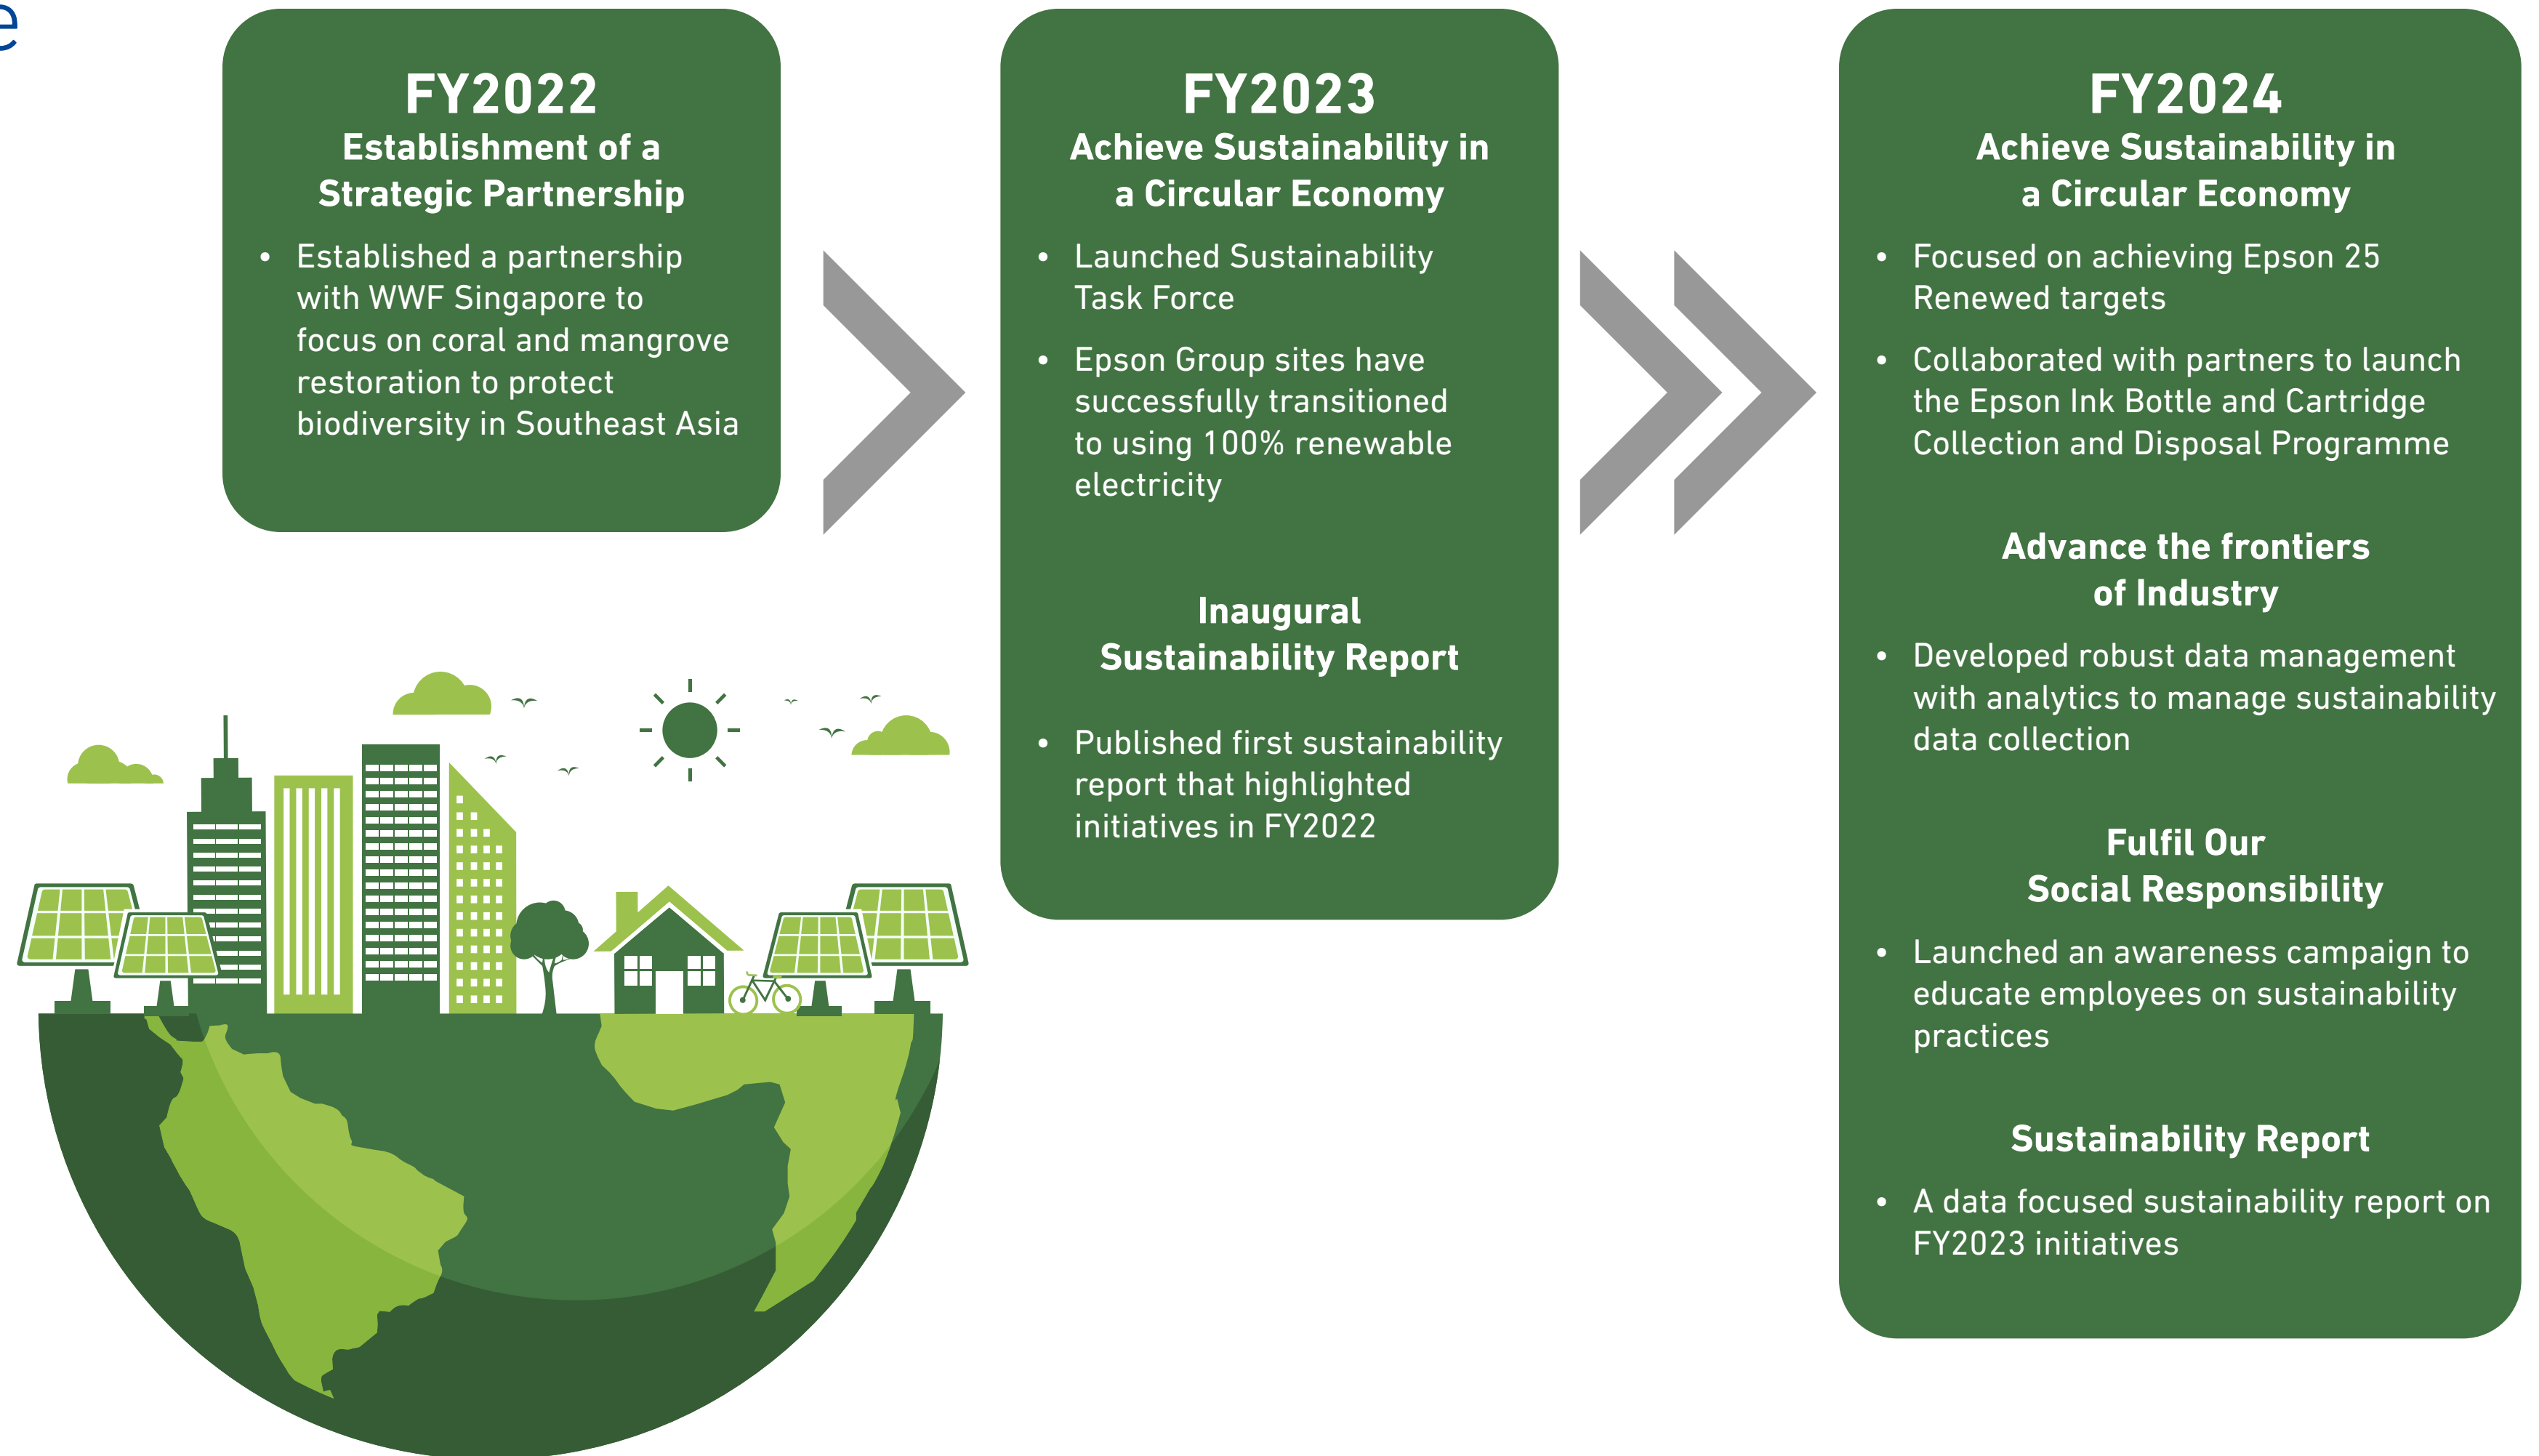 e
FY2022
Establishment of a
Strategic Partnership
• Established a partnership
with WWF Singapore to
focus on coral and mangrove
restoration to protect
biodiversity in Southeast Asia
FY2023
Achieve Sustainability in
a Circular Economy
• Launched Sustainability
Task Force
• Epson Group sites have
successfully transitioned
to using 100% renewable
electricity
Inaugural
Sustainability Report
• Published first sustainability
report that highlighted
initiatives in FY2022
FY2024
Achieve Sustainability in
a Circular Economy
• Focused on achieving Epson 25
Renewed targets
• Collaborated with partners to launch
the Epson Ink Bottle and Cartridge
Collection and Disposal Programme
Advance the frontiers
of Industry
• Developed robust data management
with analytics to manage sustainability
data collection
Fulfil Our
Social Responsibility
• Launched an awareness campaign to
educate employees on sustainability
practices
Sustainability Report
• A data focused sustainability report on
FY2023 initiatives